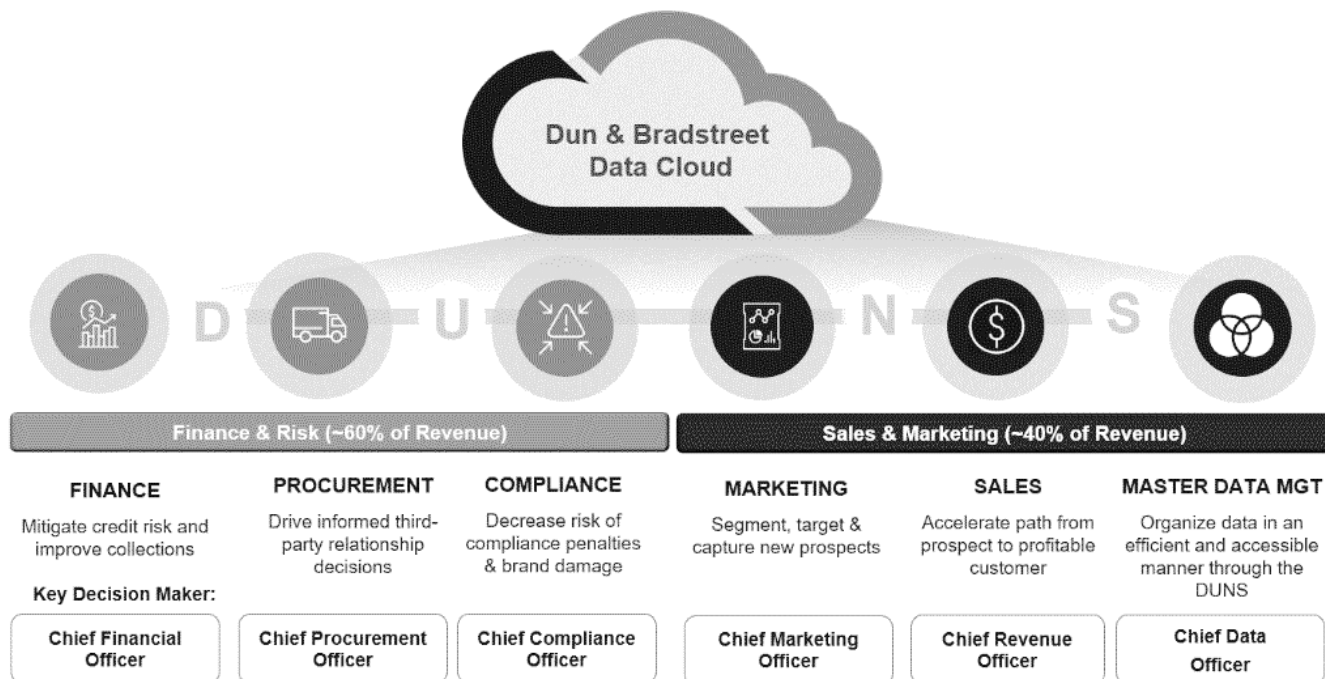 Dun & Bradstreet
Data Cloud
D U N S
Finance & Risk (~60% of Revenue)
Sales & Marketing (~40% of Revenue)
FINANCE
Mitigate credit risk and
improve collections
PROCUREMENT
Drive informed third-
party relationship
decisions
COMPLIANCE
Decrease risk of
compliance penalties
& brand damage
MARKETING
Segment, target &
capture new prospects
SALES
Accelerate path from
prospect to profitable
customer
MASTER DATA MGT
Organize data in an
efficient and accessible
manner through the
DUNS
Key Decision Maker:
Chief Financial
Officer
Chief Procurement
Officer
Chief Compliance
Officer
Chief Marketing
Officer
Chief Revenue
Officer
Chief Data
Officer